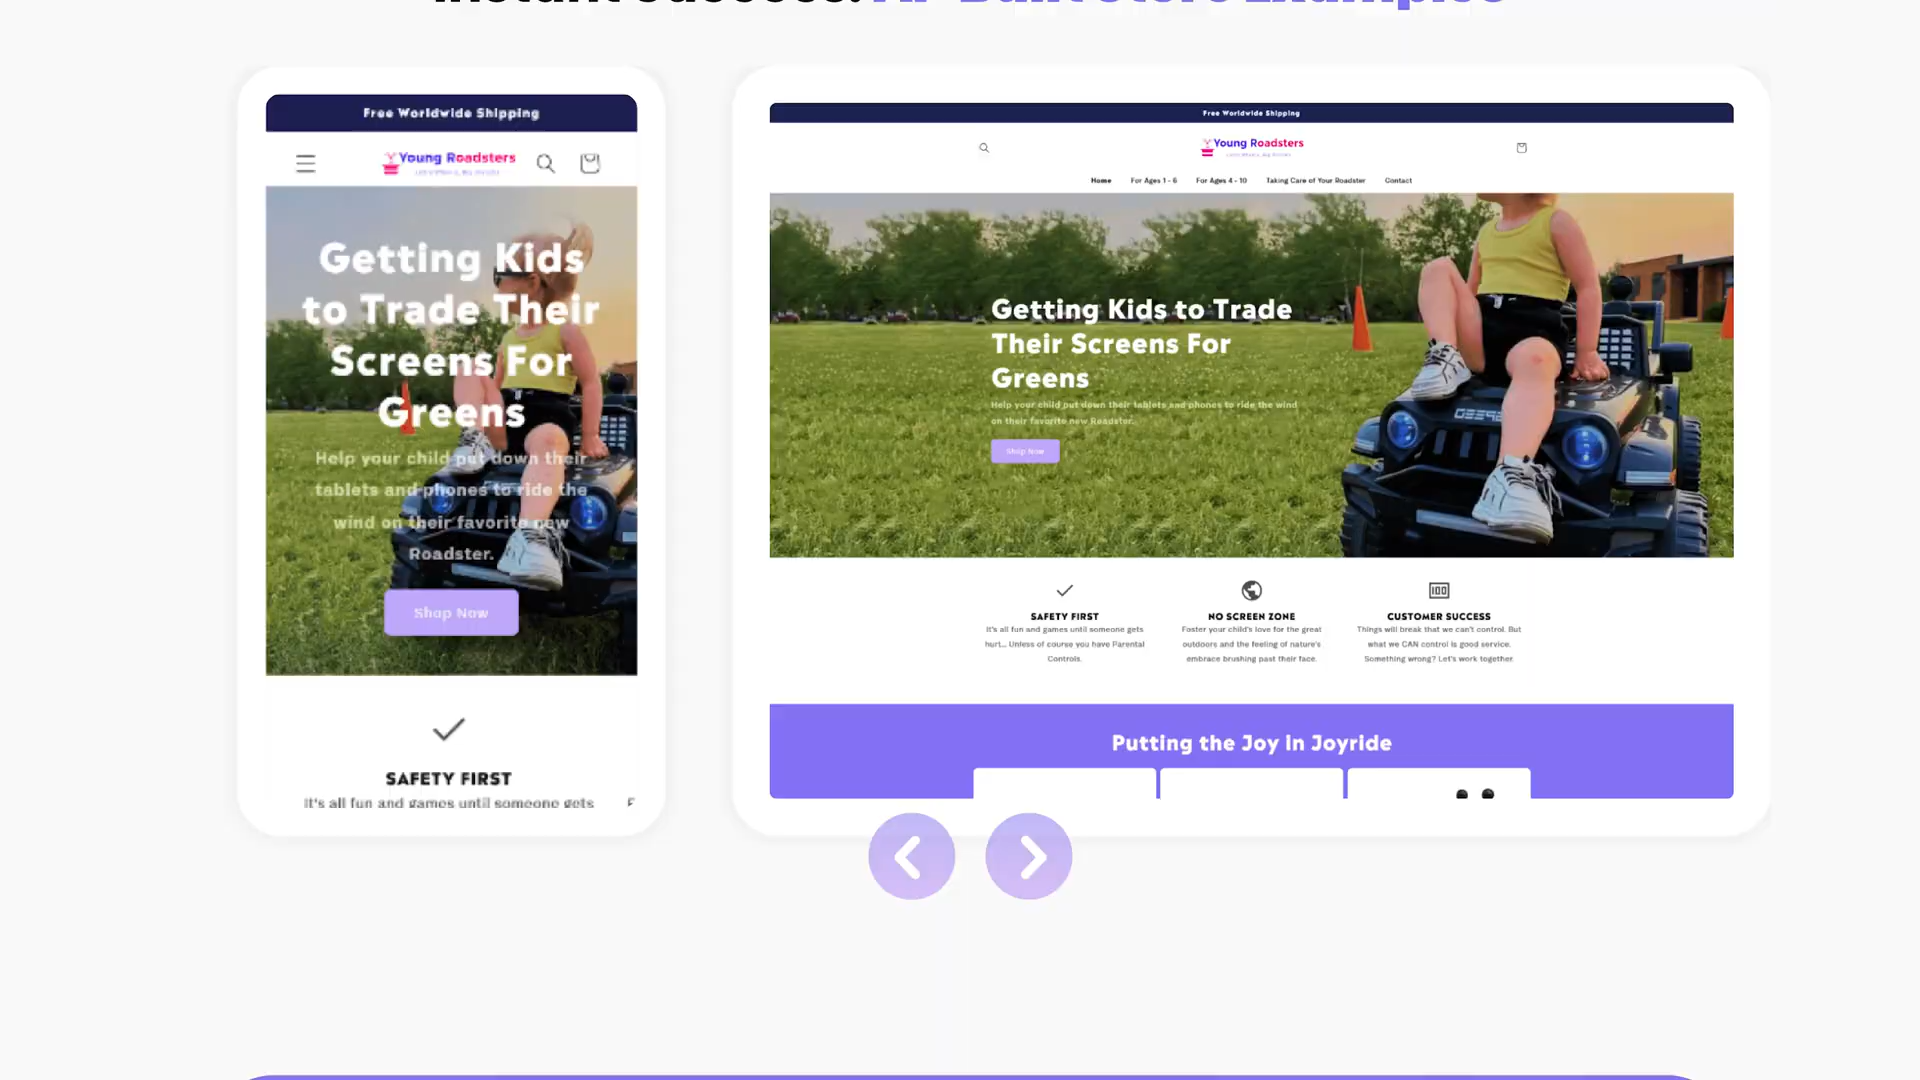 Instant Success: AI - Built Store Examples
Free Worldwide Shipping
Young Roadsters
Getting Kids
to Trade Their
Screens For
Greens
Help your child put down their
tablets and phones to ride the
wind on their favorite new
Roadster.
Shop Now
SAFETY FIRST
It's all fun and games until someone gets
F
Free Worldwide Shipping
Young Roadsters
Home For Ages 1 - 6 For Ages 4 - 10 Taking Care of Your Roadster Contact
Getting Kids to Trade
Their Screens For
Greens
Help your child put down their tablets and phones to ride the wind
on their favorite new Roadster.
Shop Now
SAFETY FIRST
It's all fun and games until someone gets
hurt... Unless of course you have Parental
Controls.
NO SCREEN ZONE
Foster your child's love for the great
outdoors and the feeling of nature's
embrace brushing past their face.
CUSTOMER SUCCESS
Things will break that we can't control. But
what we CAN control is good service.
Something wrong? Let's work together.
Putting the Joy in Joyride